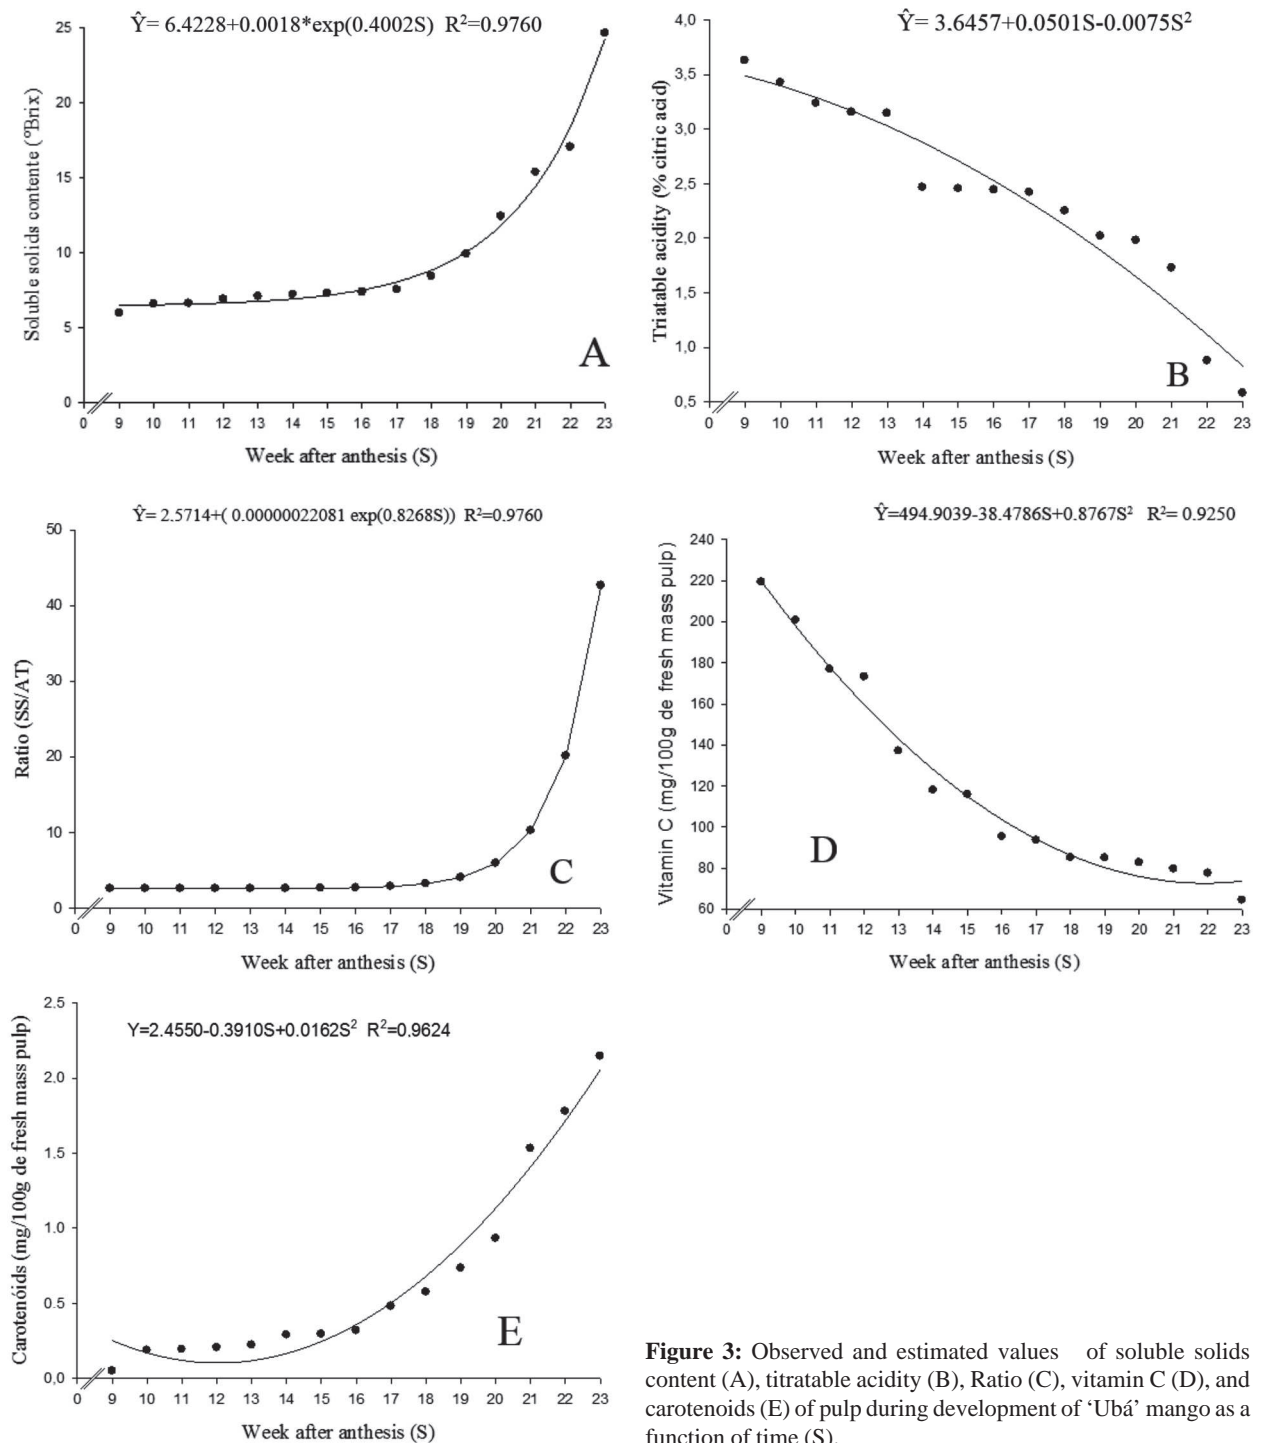 Ŷ= 6.4228+0.0018*exp(0.4002S) R²=0.9760
25
20
15
10
5
0
Soluble solids contente (°Brix)
A
9 10 11 12 13 14 15 16 17 18 19 20 21 22 23
0
Week after anthesis (S)
Ŷ= 3.6457+0.0501S-0.0075S²
4,0
3,5
3,0
2,5
2,0
1,5
1,0
0,5
Triatable acidity (% citric acid)
B
0 9 10 11 12 13 14 15 16 17 18 19 20 21 22 23
Week after anthesis (S)
Ŷ= 2.5714+( 0.00000022081 exp(0.8268S)) R²=0.9760
50
40
30
20
10
0
Ratio (SS/AT)
C
0 9 10 11 12 13 14 15 16 17 18 19 20 21 22 23
Week after anthesis (S)
Ŷ=494.9039-38.4786S+0.8767S² R²= 0.9250
240
220
200
180
160
140
120
100
80
60
Vitamin C (mg/100g de fresh mass pulp)
D
0 9 10 11 12 13 14 15 16 17 18 19 20 21 22 23
Week after anthesis (S)
Y=2.4550-0.3910S+0.0162S² R²=0.9624
2.5
2.0
1.5
1.0
0.5
0,0
Carotenóids (mg/100g de fresh mass pulp)
E
0 9 10 11 12 13 14 15 16 17 18 19 20 21 22 23
Week after anthesis (S)
Figure 3: Observed and estimated values of soluble solids
content (A), titratable acidity (B), Ratio (C), vitamin C (D), and
carotenoids (E) of pulp during development of ‘Ubá’ mango as a
function of time (S).